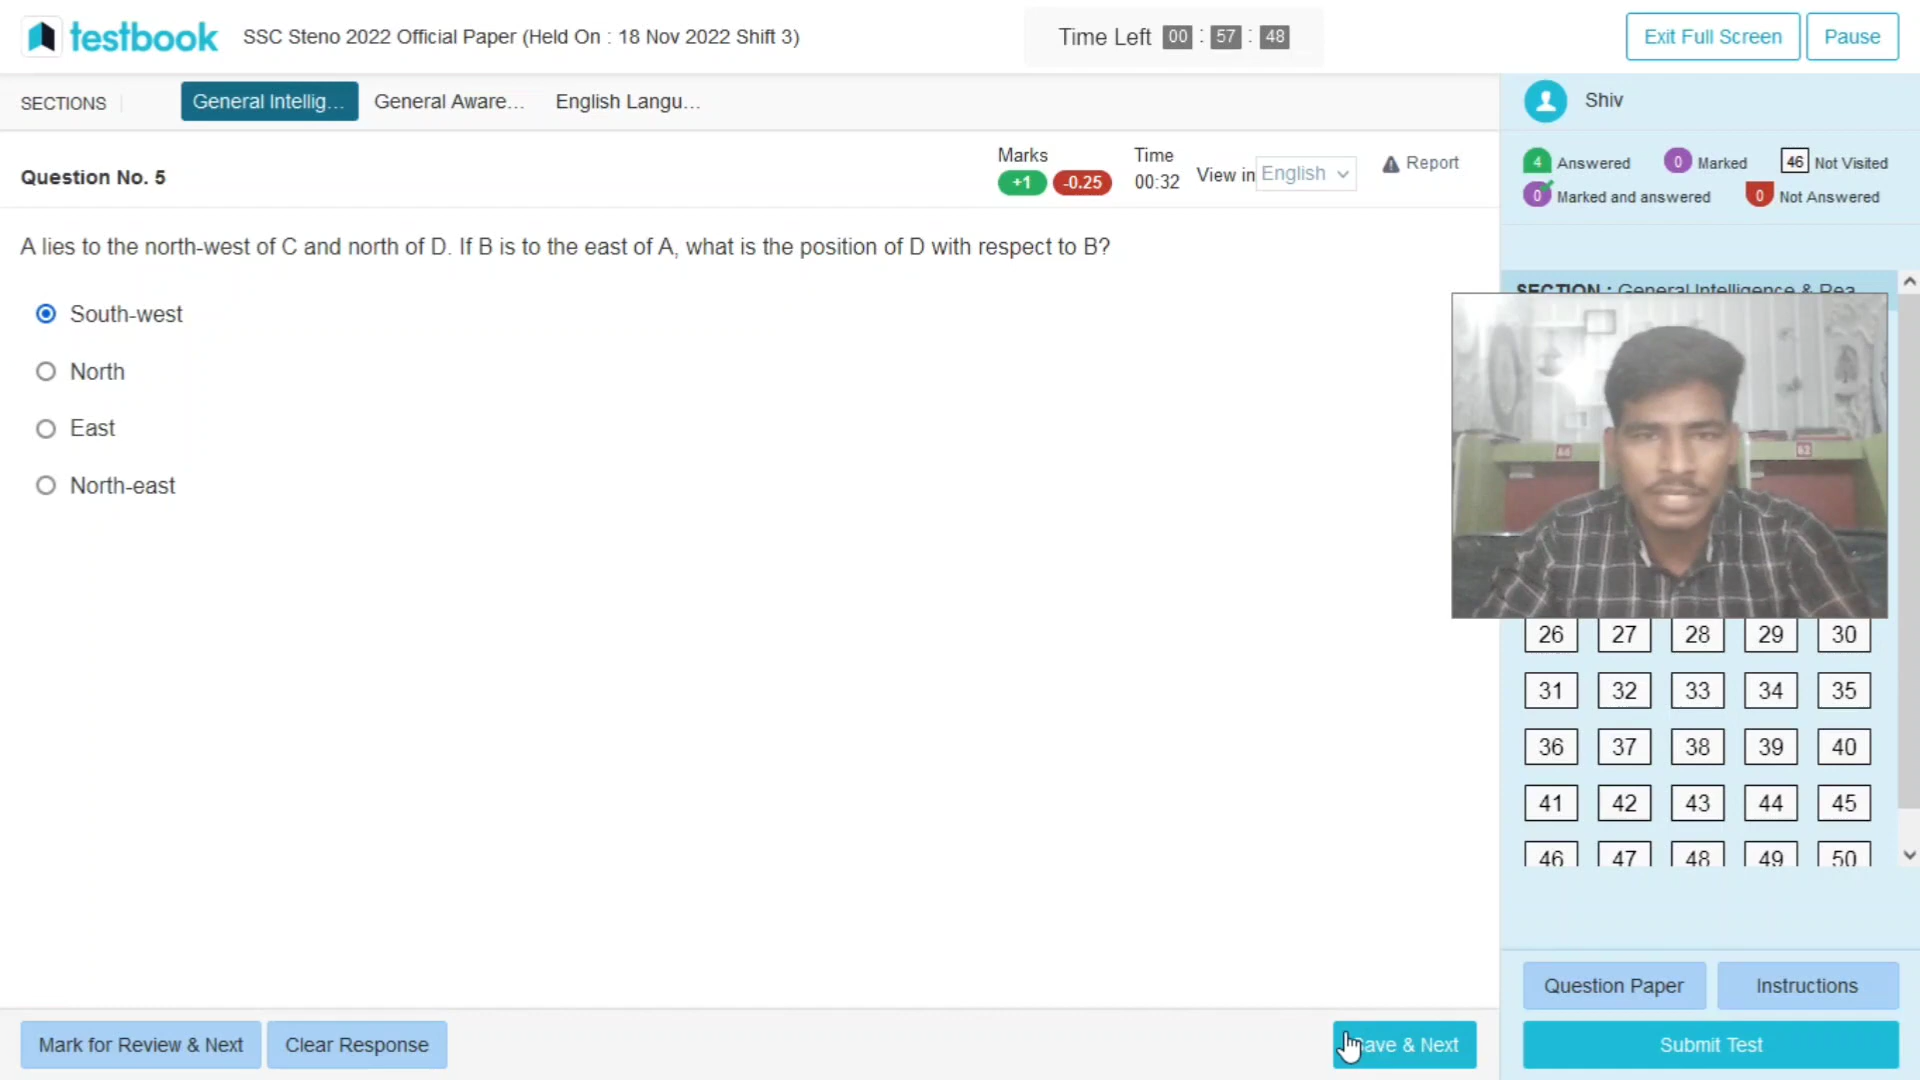 testbook SSC Steno 2022 Official Paper (Held On : 18 Nov 2022 Shift 3)
Time Left 00 : 57 : 48
Exit Full Screen
Pause
SECTIONS
General Intellig...
General Aware...
English Langu...
Shiv
4 Answered
0 Marked
46 Not Visited
0 Marked and answered
0 Not Answered
Question No. 5
Marks
+1 -0.25
Time
00:32
View in English
Report
A lies to the north-west of C and north of D. If B is to the east of A, what is the position of D with respect to B?
South-west
North
East
North-east
SECTION : General Intelligence & Rea
26 27 28 29 30
31 32 33 34 35
36 37 38 39 40
41 42 43 44 45
46 47 48 49 50
Question Paper
Instructions
Mark for Review & Next
Clear Response
Save & Next
Submit Test